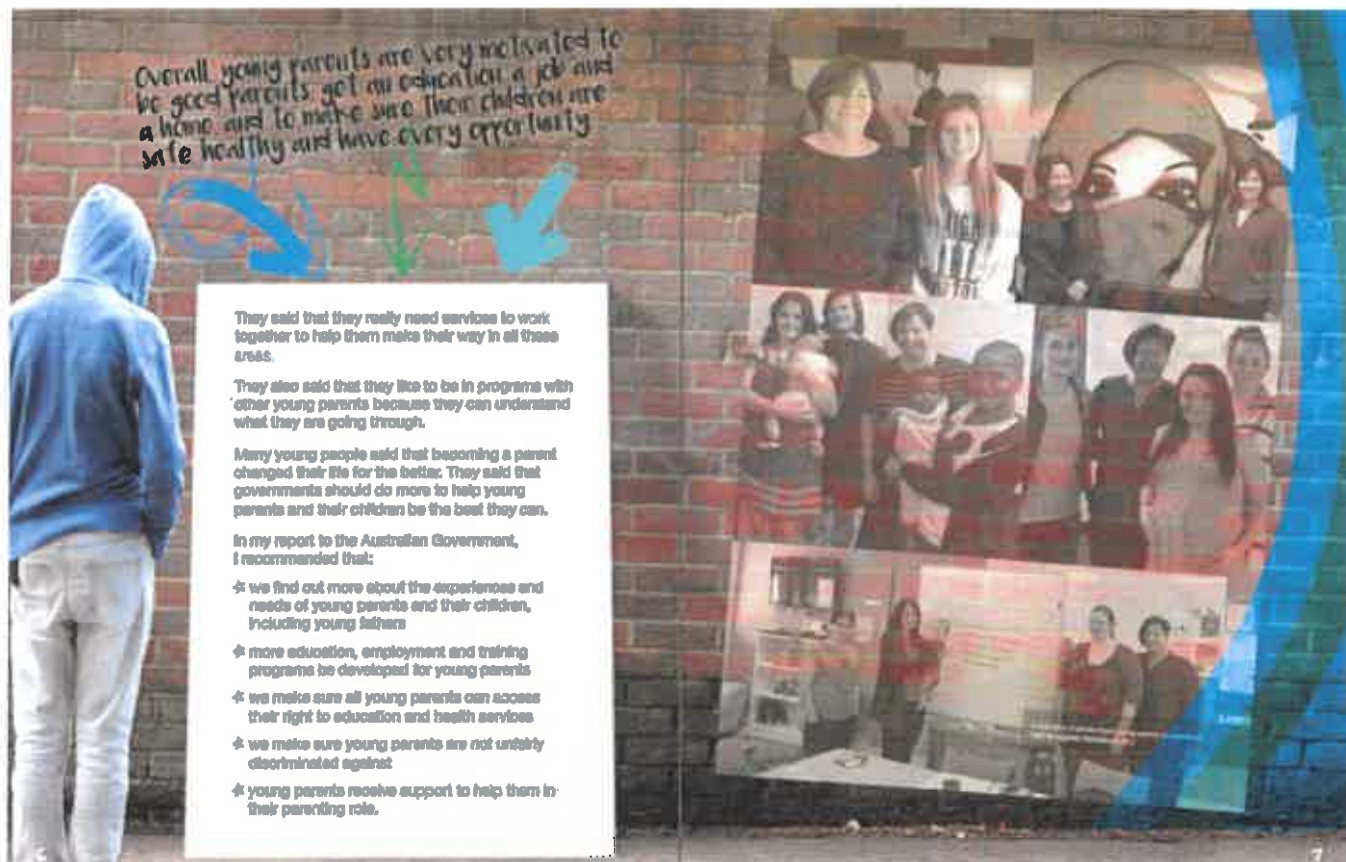 Overall young parents are very motivated to
be good parents get an education a job and
a home and to make sure their children are
safe healthy and have every opportunity
They said that they really need services to work
together to help them make their way in all these
areas.
They also said that they like to be in programs with
other young parents because they can understand
what they are going through.
Many young people said that becoming a parent
changed their life for the better. They said that
governments should do more to help young
parents and their children be the best they can.
In my report to the Australian Government,
I recommended that:
we find out more about the experiences and
needs of young parents and their children,
including young fathers
more education, employment and training
programs be developed for young parents
we make sure all young parents can access
their right to education and health services
we make sure young parents are not unfairly
discriminated against
young parents receive support to help them in
their parenting role.
7